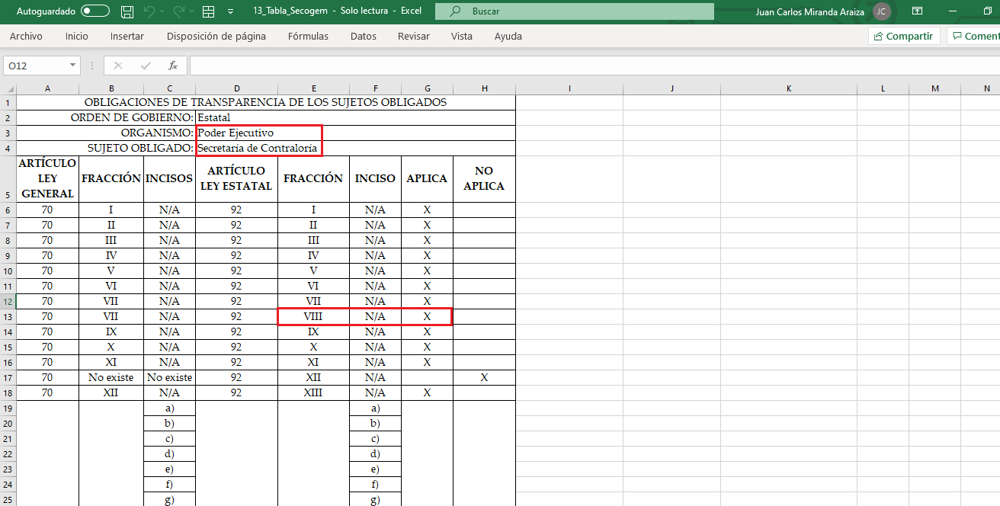 Autoguardado 13_Tabla_Secogem - Solo lectura - Excel Buscar Juan Carlos Miranda Araiza JC
Archivo Inicio Insertar Disposición de página Fórmulas Datos Revisar Vista Ayuda Compartir Coment
O12 fx
A B C D E F G H I J K L M N
1 OBLIGACIONES DE TRANSPARENCIA DE LOS SUJETOS OBLIGADOS
2 ORDEN DE GOBIERNO: Estatal
3 ORGANISMO: Poder Ejecutivo
4 SUJETO OBLIGADO: Secretaría de Contraloría
5 ARTÍCULO LEY GENERAL FRACCIÓN INCISOS ARTÍCULO LEY ESTATAL FRACCIÓN INCISO APLICA NO APLICA
6 70 I N/A 92 I N/A X
7 70 II N/A 92 II N/A X
8 70 III N/A 92 III N/A X
9 70 IV N/A 92 IV N/A X
10 70 V N/A 92 V N/A X
11 70 VI N/A 92 VI N/A X
12 70 VII N/A 92 VII N/A X
13 70 VII N/A 92 VIII N/A X
14 70 IX N/A 92 IX N/A X
15 70 X N/A 92 X N/A X
16 70 XI N/A 92 XI N/A X
17 70 No existe No existe 92 XII N/A X
18 70 XII N/A 92 XIII N/A X
19 a) a)
20 b) b)
21 c) c)
22 d) d)
23 e) e)
24 f) f)
25 g) g)